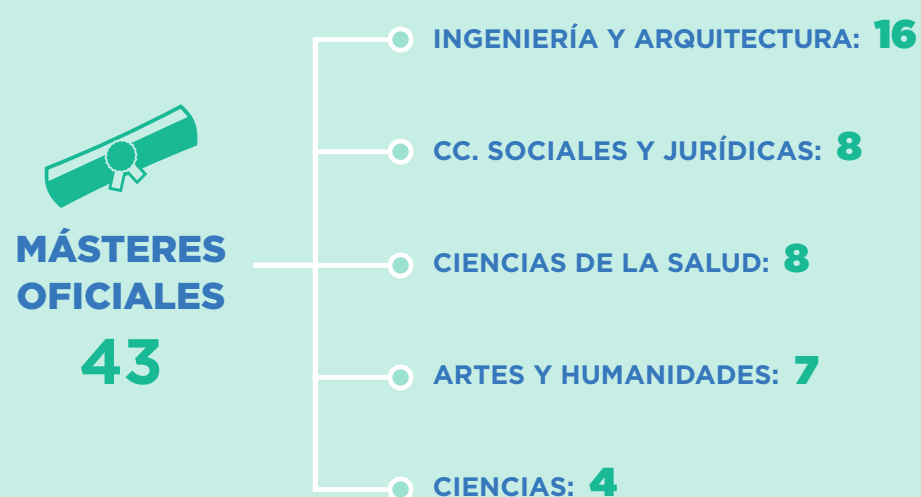 MÁSTERES
OFICIALES
43
INGENIERÍA Y ARQUITECTURA: 16
CC. SOCIALES Y JURÍDICAS: 8
CIENCIAS DE LA SALUD: 8
ARTES Y HUMANIDADES: 7
CIENCIAS: 4